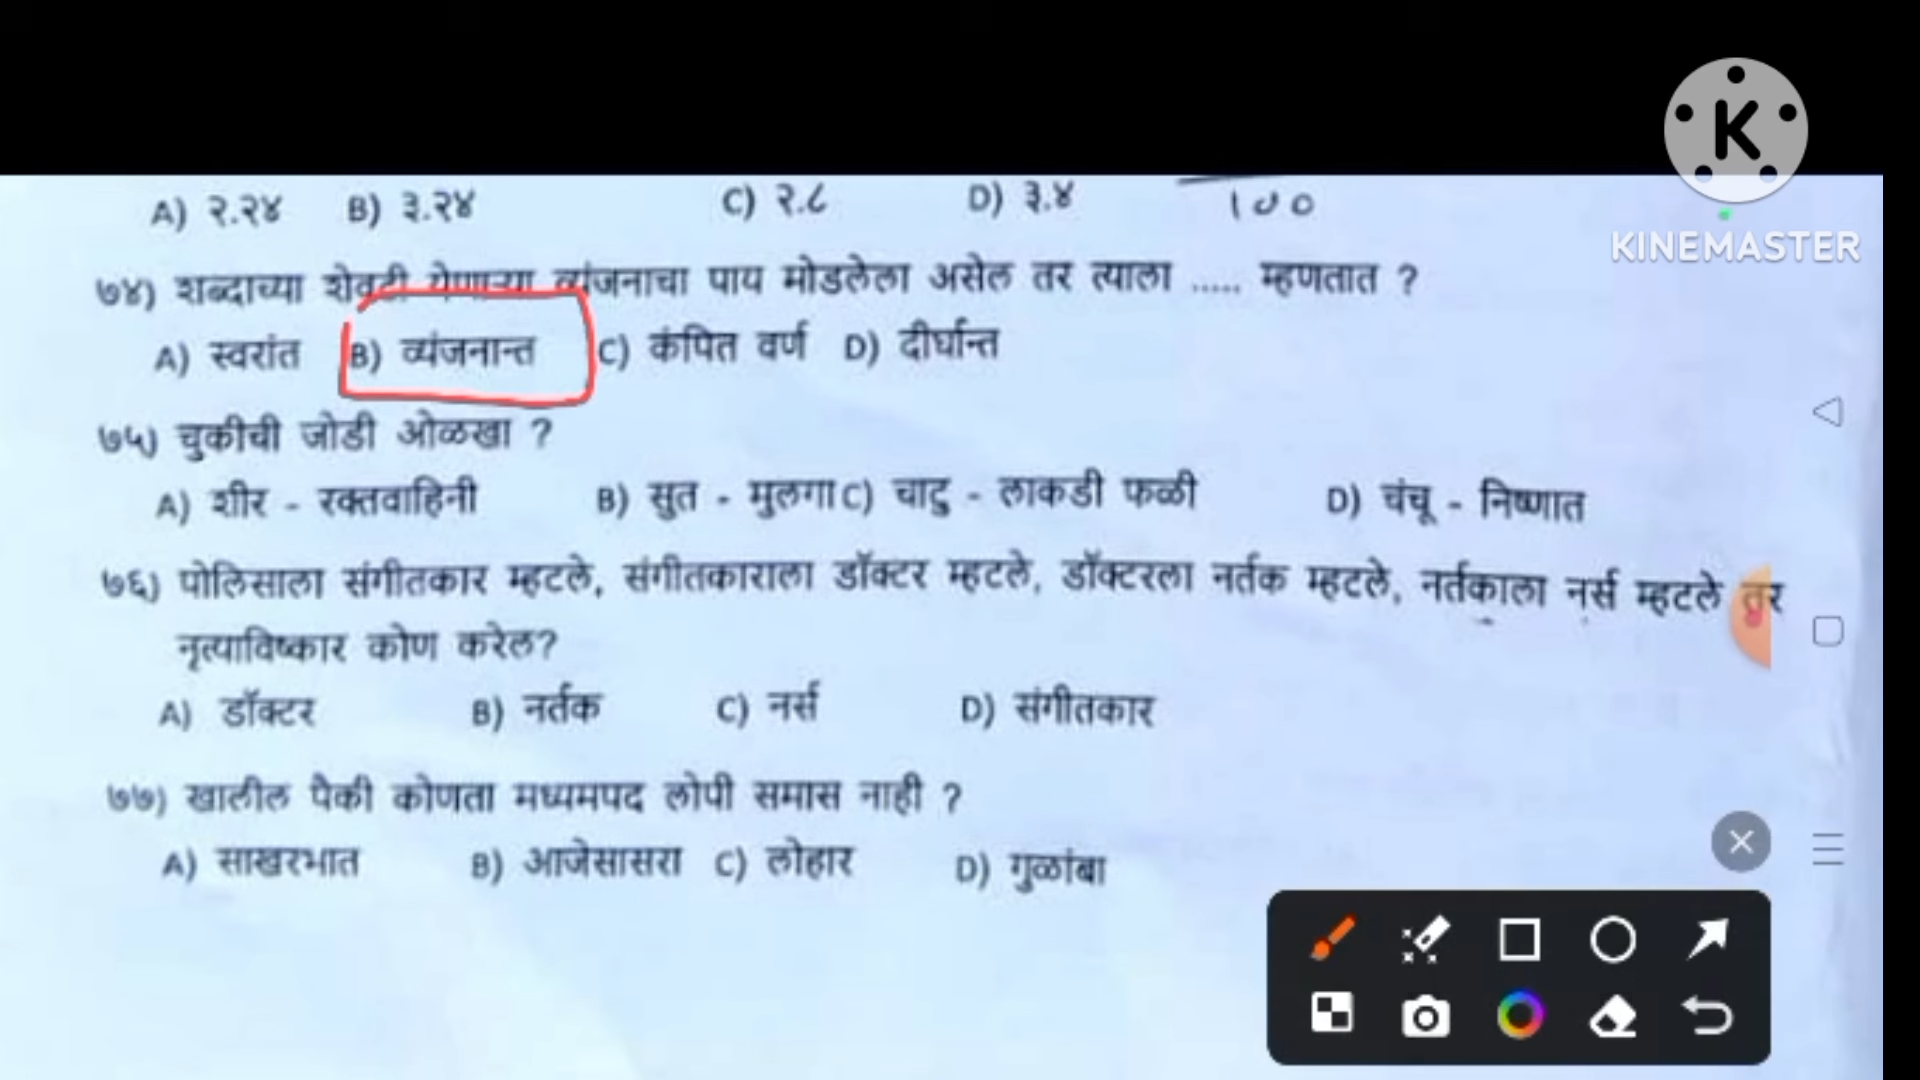 K
KINEMASTER
A) २.२४ B) ३.२४ C) २.८ D) ३.४ १००
७४) शब्दाच्या शेवटी येणाऱ्या व्यंजनाचा पाय मोडलेला असेल तर त्याला ..... म्हणतात ?
A) स्वरांत B) व्यंजनान्त C) कंपित वर्ण D) दीर्घान्त
७५) चुकीची जोडी ओळखा ?
A) शीर - रक्तवाहिनी B) सुत - मुलगा C) चाटु - लाकडी फळी D) चंचू - निष्णात
७६) पोलिसाला संगीतकार म्हटले, संगीतकाराला डॉक्टर म्हटले, डॉक्टरला नर्तक म्हटले, नर्तकाला नर्स म्हटले तर
नृत्याविष्कार कोण करेल?
A) डॉक्टर B) नर्तक C) नर्स D) संगीतकार
७७) खालील पैकी कोणता मध्यमपद लोपी समास नाही ?
A) साखरभात B) आजेसासरा C) लोहार D) गुळांबा